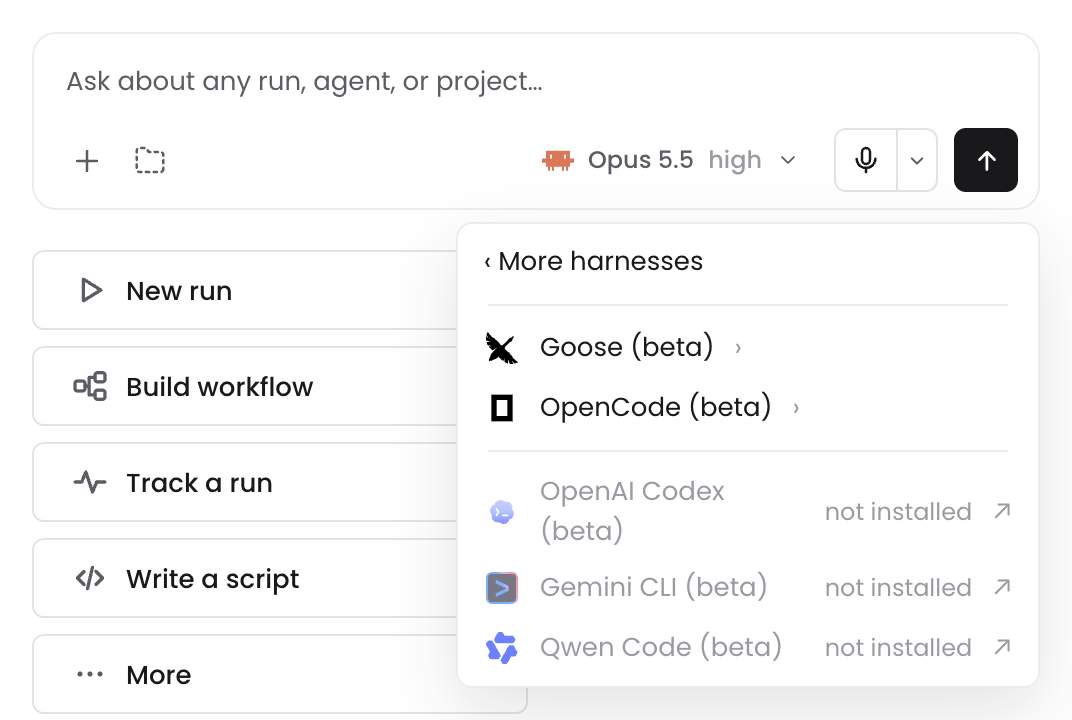 Ask about any run, agent, or project...
Opus 5.5 high
‹ More harnesses
New run
Goose (beta) ›
Build workflow
OpenCode (beta) ›
Track a run
OpenAI Codex
(beta)
not installed
Write a script
Gemini CLI (beta) not installed
Qwen Code (beta) not installed
More